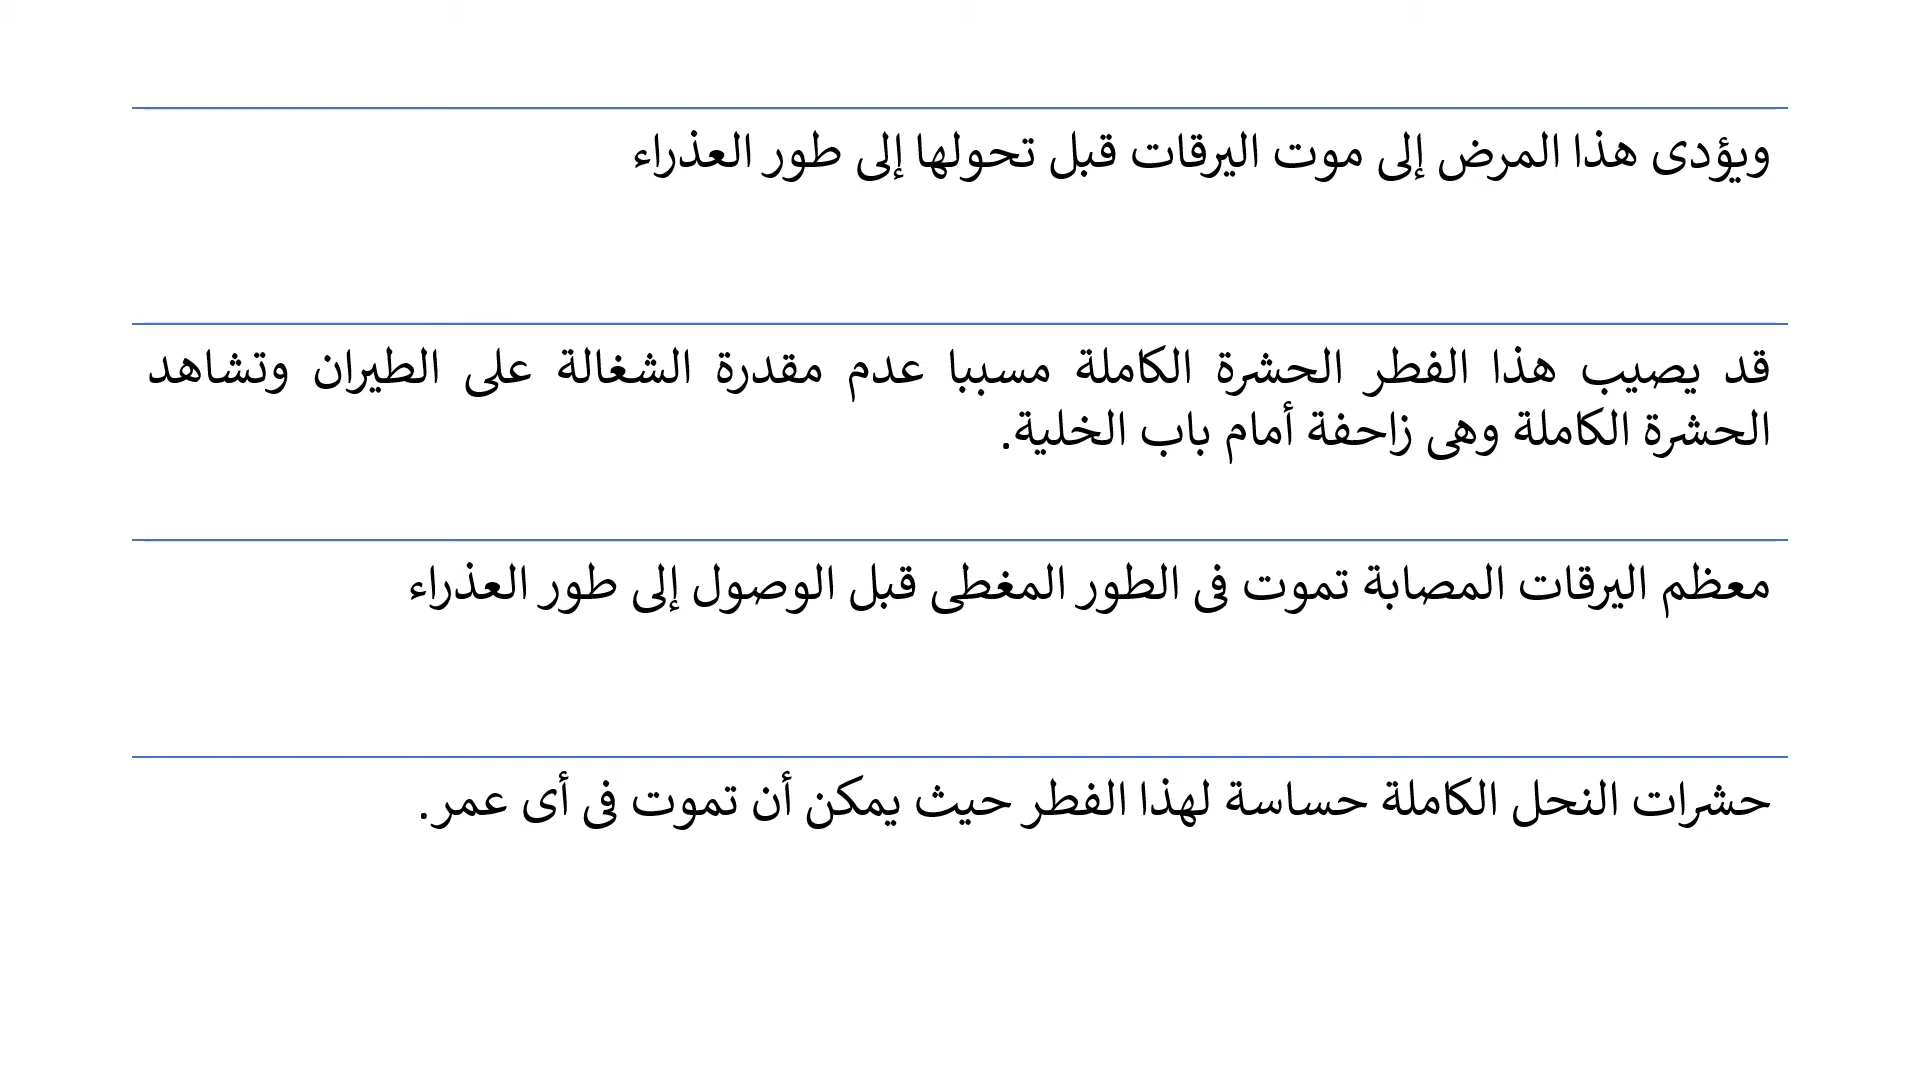 ويؤدى هذا المرض إلى موت اليرقات قبل تحولها إلى طور العذراء
قد يصيب هذا الفطر الحشرة الكاملة مسببا عدم مقدرة الشغالة على الطيران وتشاهد
الحشرة الكاملة وهى زاحفة أمام باب الخلية.
معظم اليرقات المصابة تموت فى الطور المغطى قبل الوصول إلى طور العذراء
حشرات النحل الكاملة حساسة لهذا الفطر حيث يمكن أن تموت فى أى عمر.